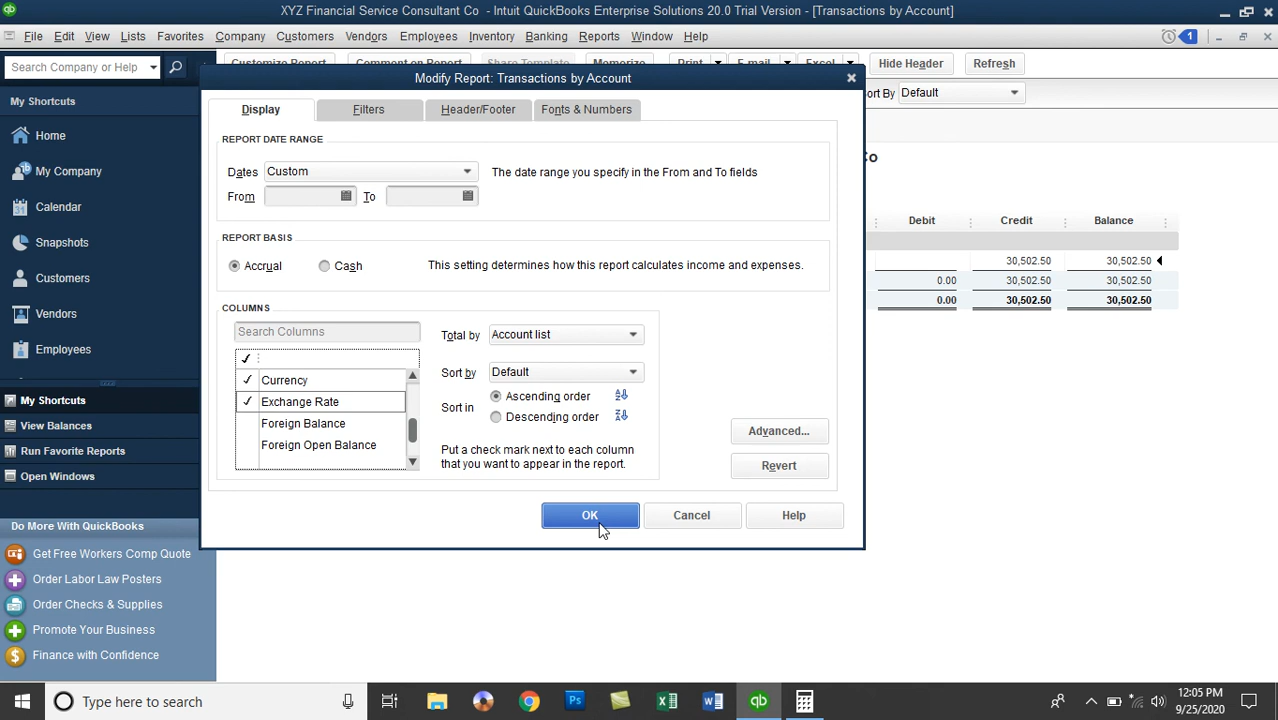 XYZ Financial Service Consultant Co - Intuit QuickBooks Enterprise Solutions 20.0 Trial Version - [Transactions by Account]
File Edit View Lists Favorites Company Customers Vendors Employees Inventory Banking Reports Window Help 1
Search Company or Help
Customize Report Comment on Report Share Template Memorize Print E-mail Excel Hide Header Refresh
Modify Report: Transactions by Account
My Shortcuts
Home
My Company
Calendar
Snapshots
Customers
Vendors
Employees
My Shortcuts
View Balances
Run Favorite Reports
Open Windows
Do More With QuickBooks
Get Free Workers Comp Quote
Order Labor Law Posters
Order Checks & Supplies
Promote Your Business
Finance with Confidence
Display Filters Header/Footer Fonts & Numbers
REPORT DATE RANGE
Dates Custom The date range you specify in the From and To fields
From To
REPORT BASIS
Accrual Cash This setting determines how this report calculates income and expenses.
COLUMNS
Search Columns
Currency
Exchange Rate
Foreign Balance
Foreign Open Balance
Total by Account list
Sort by Default
Sort in Ascending order
Descending order
Put a check mark next to each column
that you want to appear in the report.
Advanced...
Revert
OK Cancel Help
ort By Default
Co
Debit Credit Balance
30,502.50 30,502.50
0.00 30,502.50 30,502.50
0.00 30,502.50 30,502.50
Type here to search
12:05 PM
9/25/2020